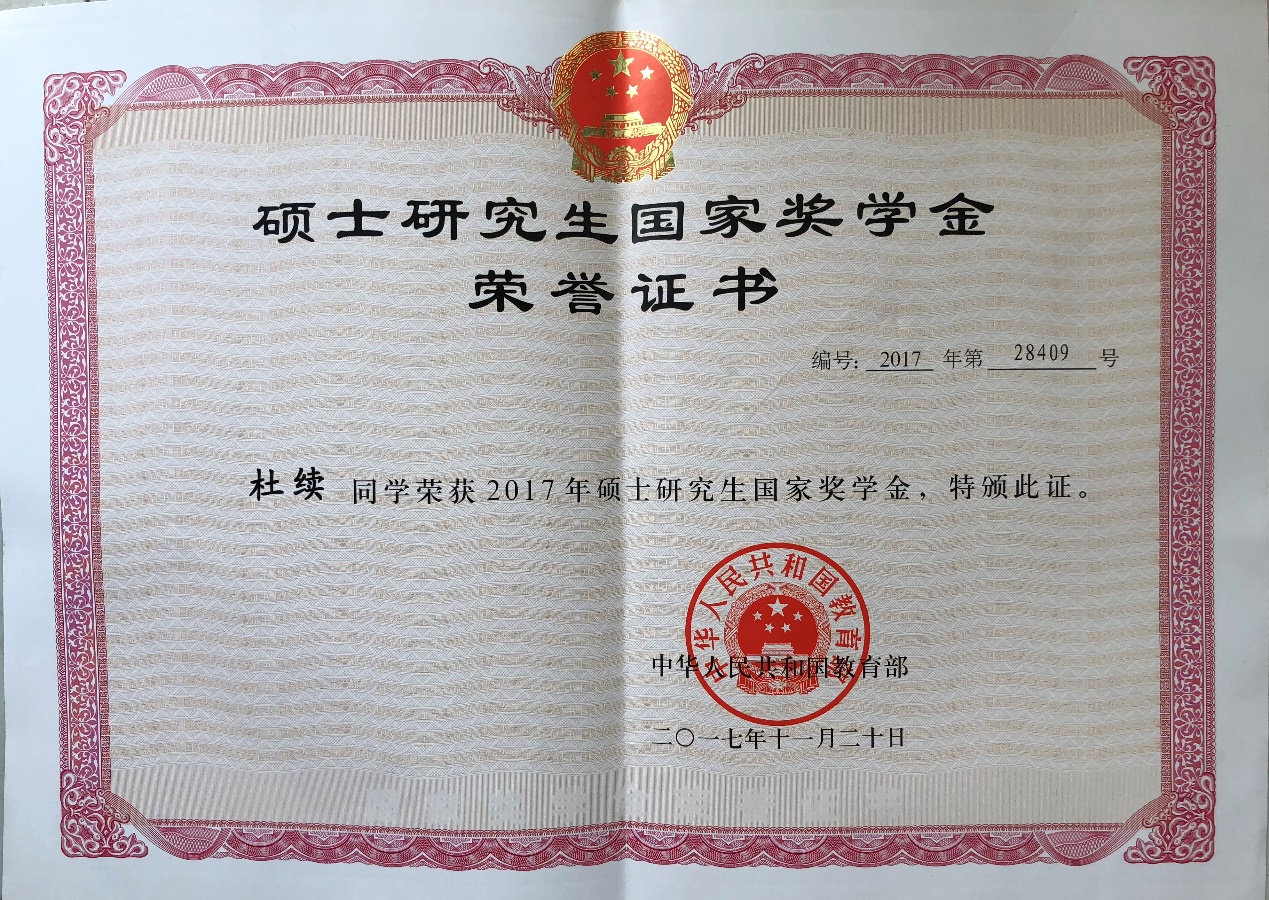 硕士研究生国家奖学金
荣誉证书
编号: 2017 年第 28409 号
杜续 同学荣获2017年硕士研究生国家奖学金，特颁此证。
中华人民共和国教育部
中华人民共和国教育部
二〇一七年十一月二十日